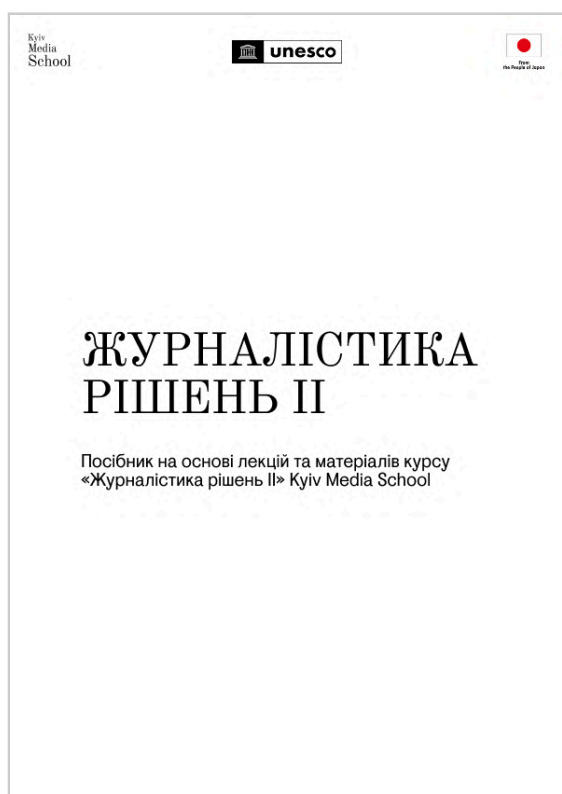 Kyiv
Media
School
unesco
From
the People of Japan
ЖУРНАЛІСТИКА
РІШЕНЬ II
Посібник на основі лекцій та матеріалів курсу
«Журналістика рішень II» Kyiv Media School